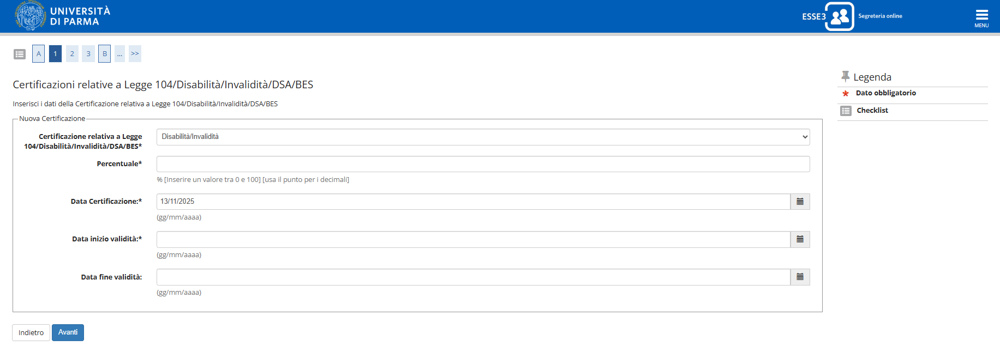 UNIVERSITÀ
DI PARMA
ESSE3
Segreteria online
MENU
A 1 2 3 B ... >>
Certificazioni relative a Legge 104/Disabilità/Invalidità/DSA/BES
Inserisci i dati della Certificazione relativa a Legge 104/Disabilità/Invalidità/DSA/BES
Nuova Certificazione
Certificazione relativa a Legge
104/Disabilità/Invalidità/DSA/BES*
Disabilità/Invalidità
Percentuale*
% [Inserire un valore tra 0 e 100] [usa il punto per i decimali]
Data Certificazione:*
13/11/2025
(gg/mm/aaaa)
Data inizio validità:*
(gg/mm/aaaa)
Data fine validità:
(gg/mm/aaaa)
Indietro
Avanti
Legenda
* Dato obbligatorio
Checklist